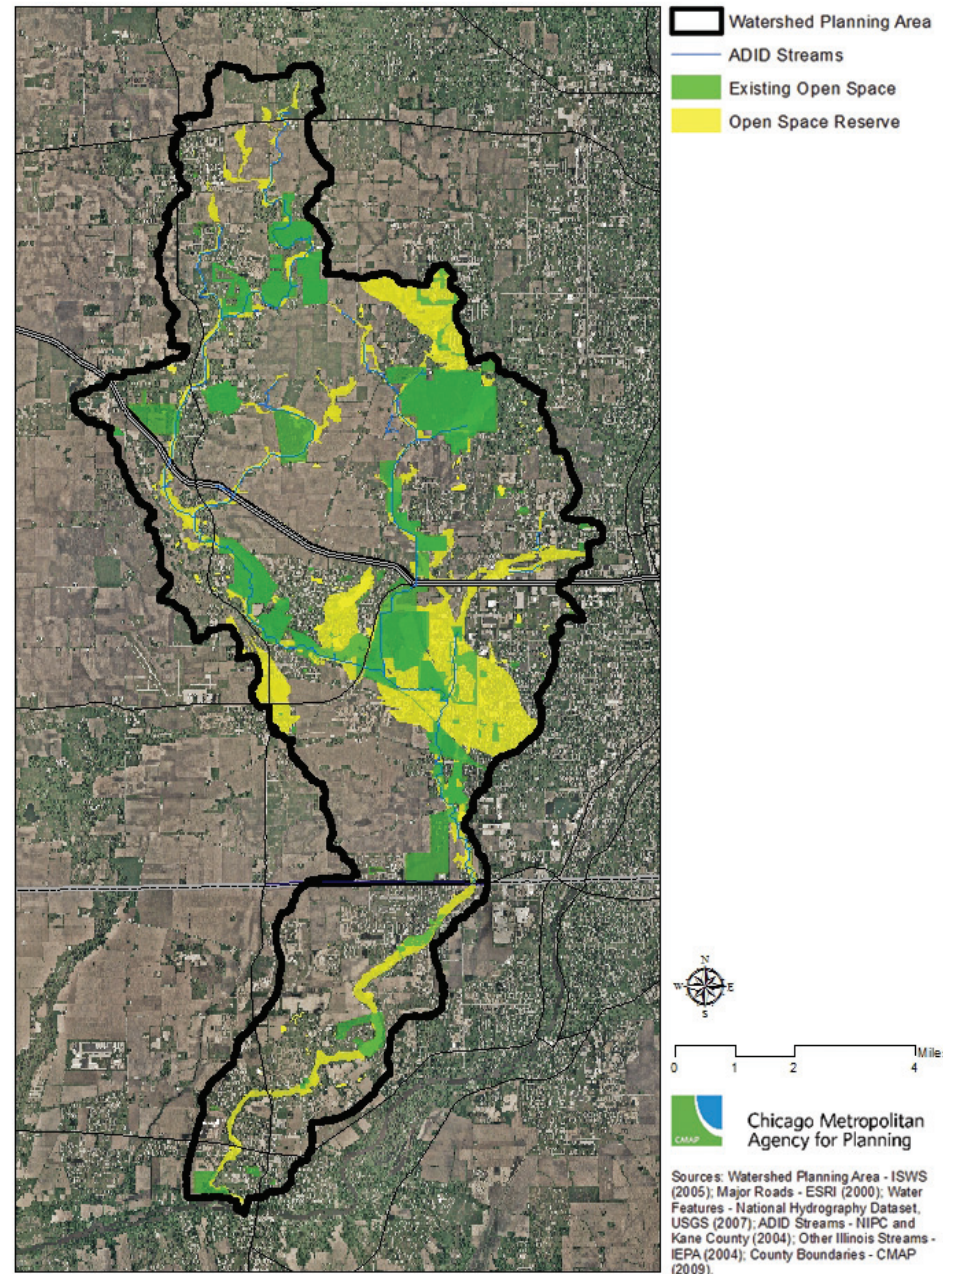 Watershed Planning Area
ADID Streams
Existing Open Space
Open Space Reserve
N
W E
S
Mile
0 1 2 4
CMAP
Chicago Metropolitan
Agency for Planning
Sources: Watershed Planning Area - ISWS
(2005); Major Roads - ESRI (2000); Water
Features - National Hydrography Dataset,
USGS (2007); ADID Streams - NIPC and
Kane County (2004); Other Illinois Streams -
IEPA (2004); County Boundaries - CMAP
(2009).